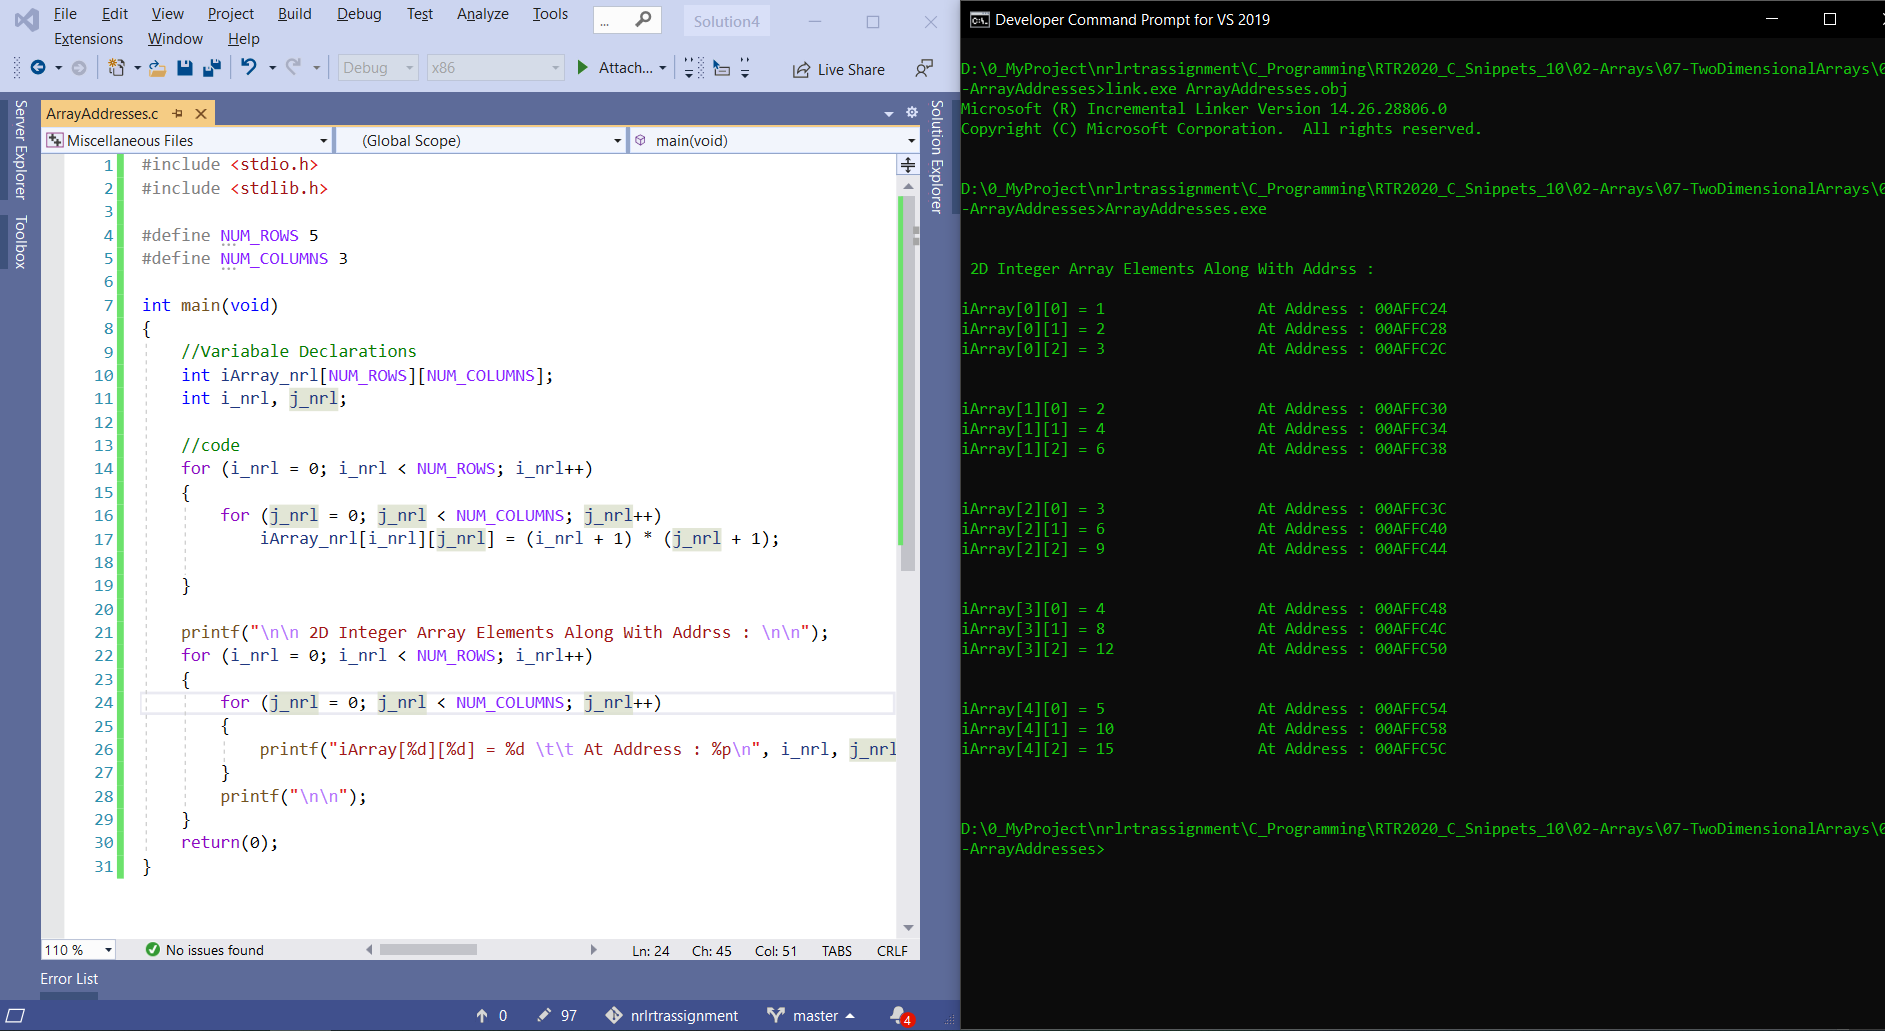 File Edit View Project Build Debug Test Analyze Tools ... Solution4
Extensions Window Help
Debug x86 Attach... Live Share
Server Explorer
Toolbox
ArrayAddresses.c
Miscellaneous Files (Global Scope) main(void)
1 #include <stdio.h>
2 #include <stdlib.h>
3
4 #define NUM_ROWS 5
5 #define NUM_COLUMNS 3
6
7 int main(void)
8 {
9 //Variabale Declarations
10 int iArray_nrl[NUM_ROWS][NUM_COLUMNS];
11 int i_nrl, j_nrl;
12
13 //code
14 for (i_nrl = 0; i_nrl < NUM_ROWS; i_nrl++)
15 {
16 for (j_nrl = 0; j_nrl < NUM_COLUMNS; j_nrl++)
17 iArray_nrl[i_nrl][j_nrl] = (i_nrl + 1) * (j_nrl + 1);
18
19 }
20
21 printf("\n\n 2D Integer Array Elements Along With Addrss : \n\n");
22 for (i_nrl = 0; i_nrl < NUM_ROWS; i_nrl++)
23 {
24 for (j_nrl = 0; j_nrl < NUM_COLUMNS; j_nrl++)
25 {
26 printf("iArray[%d][%d] = %d \t\t At Address : %p\n", i_nrl, j_nrl
27 }
28 printf("\n\n");
29 }
30 return(0);
31 }
Solution Explorer
110 % No issues found Ln: 24 Ch: 45 Col: 51 TABS CRLF
Error List
0 97 nrlrtrassignment master 4
Developer Command Prompt for VS 2019
D:\0_MyProject\nrlrtrassignment\C_Programming\RTR2020_C_Snippets_10\02-Arrays\07-TwoDimensionalArrays\0
-ArrayAddresses>link.exe ArrayAddresses.obj
Microsoft (R) Incremental Linker Version 14.26.28806.0
Copyright (C) Microsoft Corporation.  All rights reserved.
D:\0_MyProject\nrlrtrassignment\C_Programming\RTR2020_C_Snippets_10\02-Arrays\07-TwoDimensionalArrays\0
-ArrayAddresses>ArrayAddresses.exe
2D Integer Array Elements Along With Addrss :
iArray[0][0] = 1 At Address : 00AFFC24
iArray[0][1] = 2 At Address : 00AFFC28
iArray[0][2] = 3 At Address : 00AFFC2C
iArray[1][0] = 2 At Address : 00AFFC30
iArray[1][1] = 4 At Address : 00AFFC34
iArray[1][2] = 6 At Address : 00AFFC38
iArray[2][0] = 3 At Address : 00AFFC3C
iArray[2][1] = 6 At Address : 00AFFC40
iArray[2][2] = 9 At Address : 00AFFC44
iArray[3][0] = 4 At Address : 00AFFC48
iArray[3][1] = 8 At Address : 00AFFC4C
iArray[3][2] = 12 At Address : 00AFFC50
iArray[4][0] = 5 At Address : 00AFFC54
iArray[4][1] = 10 At Address : 00AFFC58
iArray[4][2] = 15 At Address : 00AFFC5C
D:\0_MyProject\nrlrtrassignment\C_Programming\RTR2020_C_Snippets_10\02-Arrays\07-TwoDimensionalArrays\0
-ArrayAddresses>